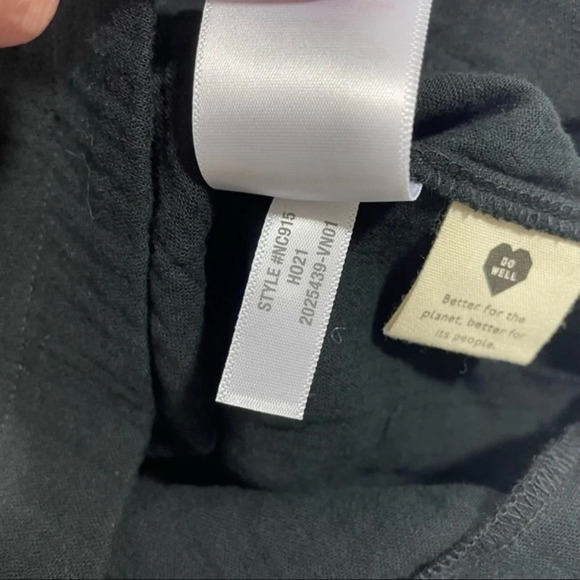 STYLE #NC915
H021
2025439-VN01
DO
WELL
Better for the
planet, better for
its people.